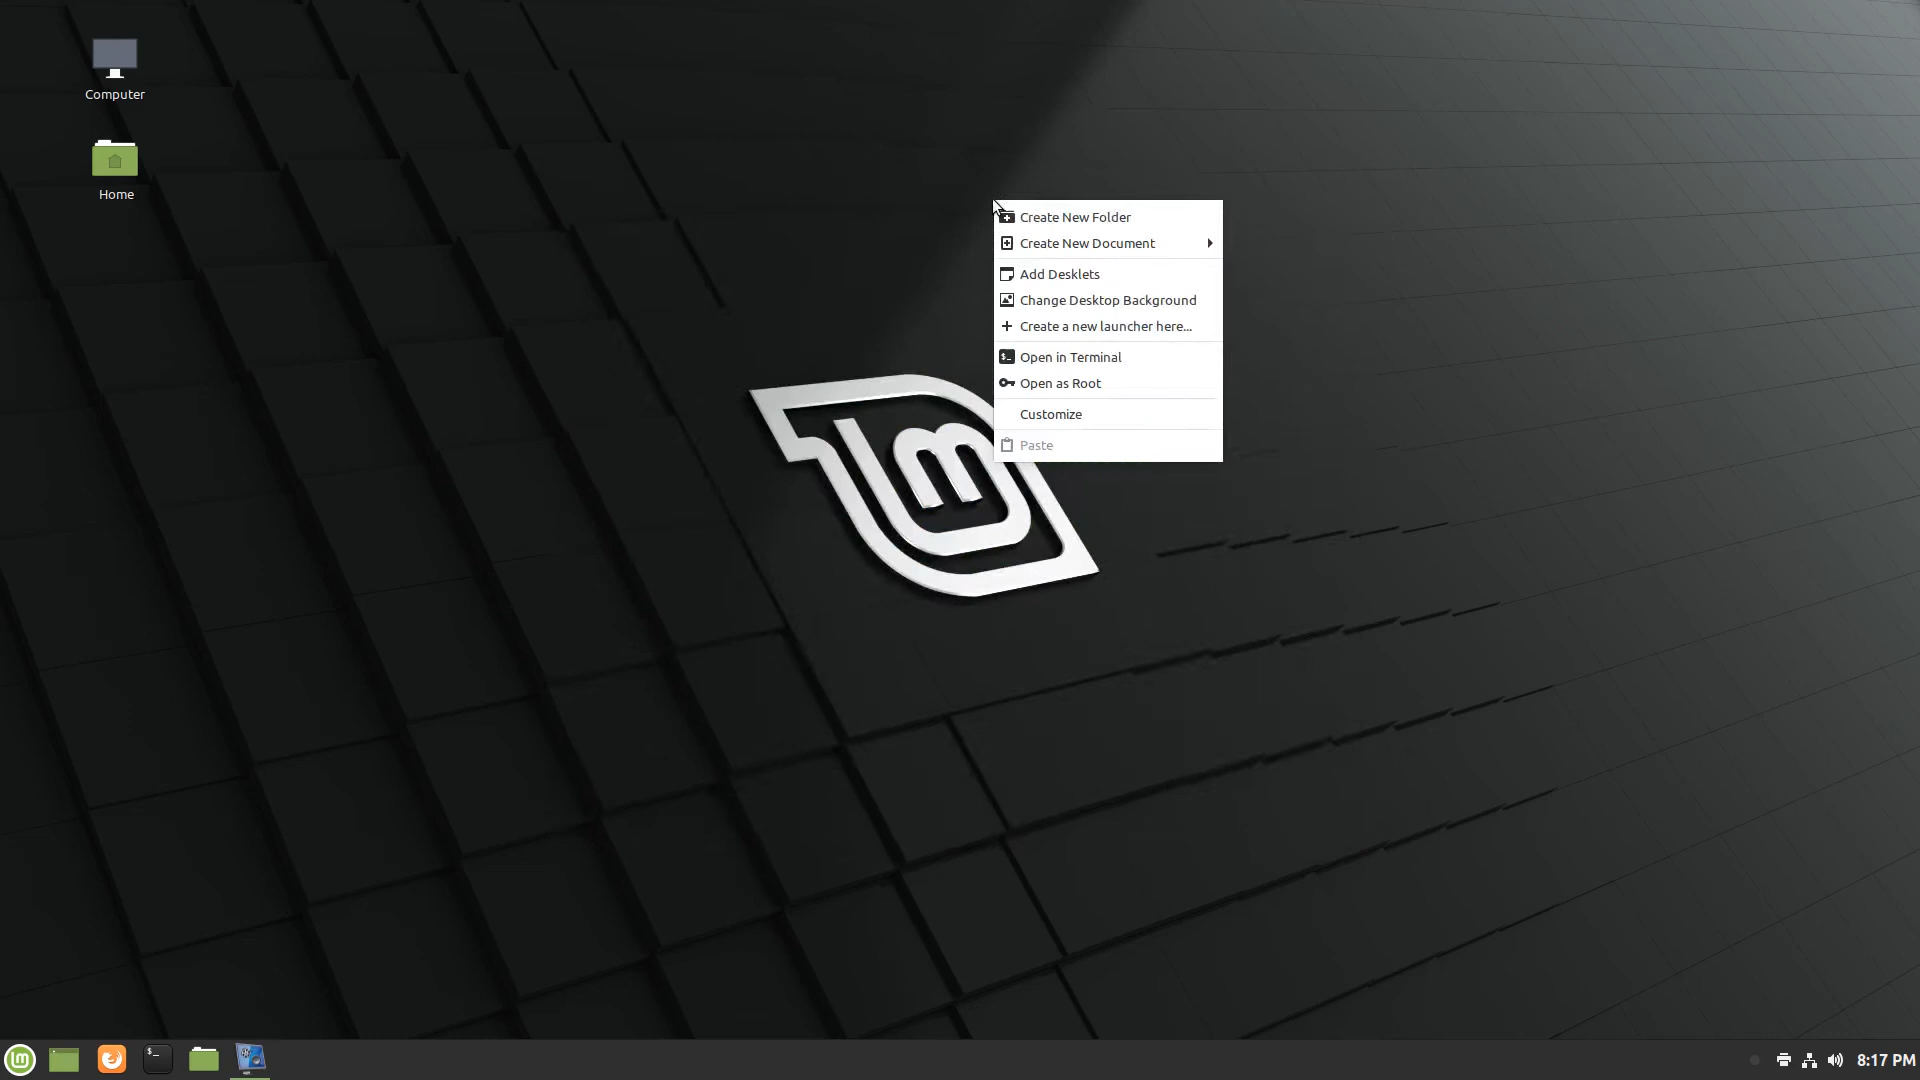 Computer
Home
Create New Folder
Create New Document
Add Desklets
Change Desktop Background
Create a new launcher here...
Open in Terminal
Open as Root
Customize
Paste
8:17 PM